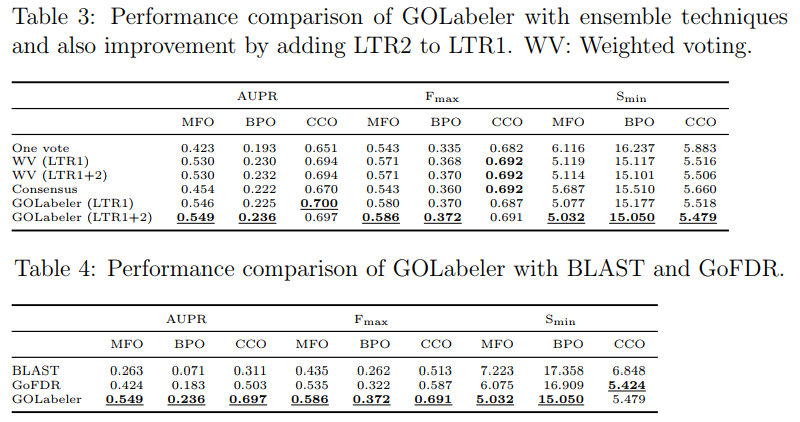 Table 3: Performance comparison of GOLabeler with ensemble techniques
and also improvement by adding LTR2 to LTR1. WV: Weighted voting.
AUPR Fmax Smin
MFO BPO CCO MFO BPO CCO MFO BPO CCO
One vote 0.423 0.193 0.651 0.543 0.335 0.682 6.116 16.237 5.883
WV (LTR1) 0.530 0.230 0.694 0.571 0.368 0.692 5.119 15.117 5.516
WV (LTR1+2) 0.530 0.232 0.694 0.571 0.370 0.692 5.114 15.101 5.506
Consensus 0.454 0.222 0.670 0.543 0.360 0.692 5.687 15.510 5.660
GOLabeler (LTR1) 0.546 0.225 0.700 0.580 0.370 0.687 5.077 15.177 5.518
GOLabeler (LTR1+2) 0.549 0.236 0.697 0.586 0.372 0.691 5.032 15.050 5.479
Table 4: Performance comparison of GOLabeler with BLAST and GoFDR.
AUPR Fmax Smin
MFO BPO CCO MFO BPO CCO MFO BPO CCO
BLAST 0.263 0.071 0.311 0.435 0.262 0.513 7.223 17.358 6.848
GoFDR 0.424 0.183 0.503 0.535 0.322 0.587 6.075 16.909 5.424
GOLabeler 0.549 0.236 0.697 0.586 0.372 0.691 5.032 15.050 5.479